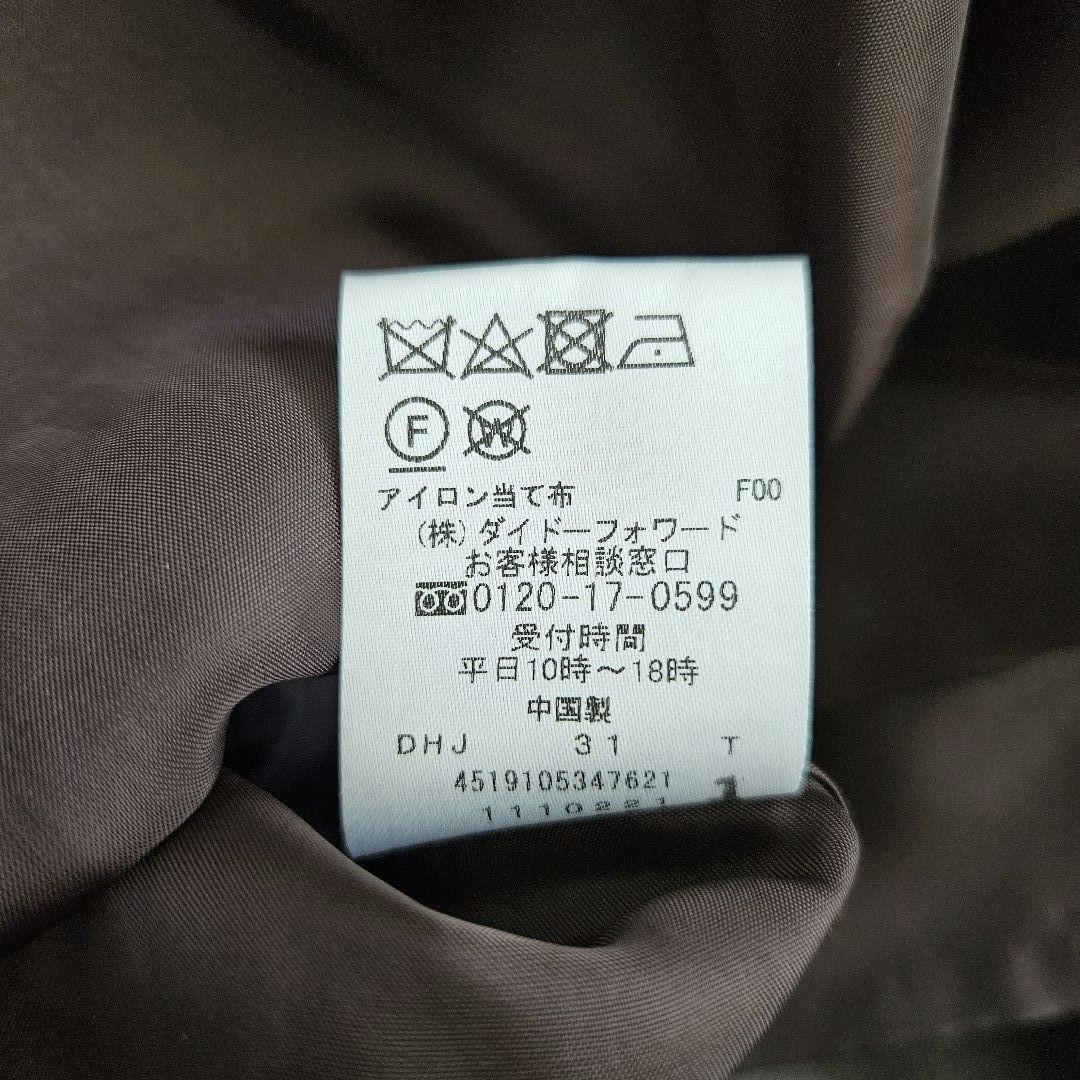 F W
アイロン当て布 F00
(株)ダイドーフォワード
お客様相談窓口
0120-17-0599
受付時間
平日10時～18時
中国製
DHJ 31 T
4519105347621